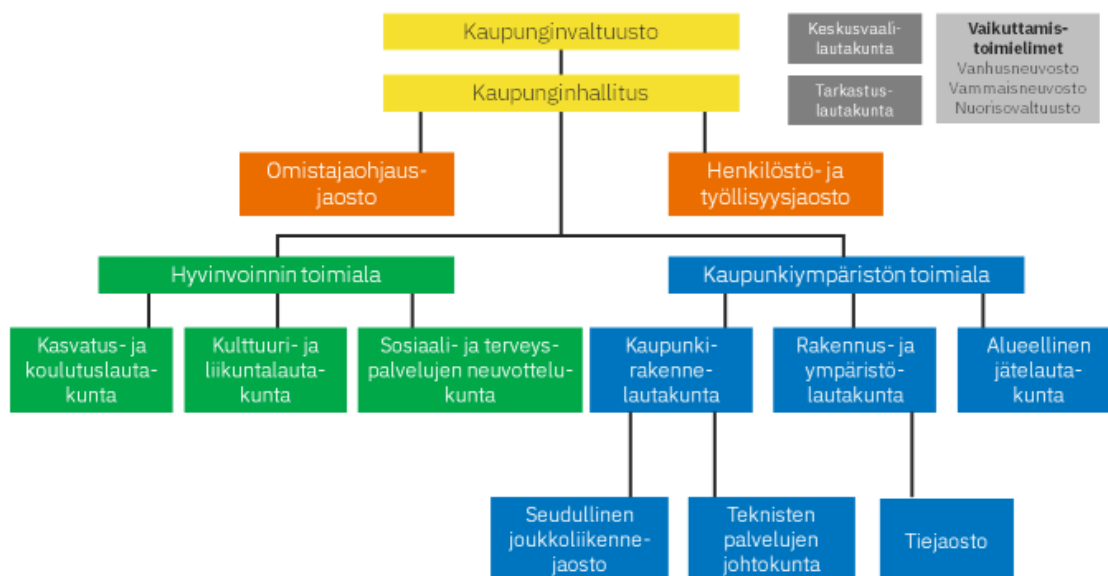 Kaupunginvaltuusto
Kaupunginhallitus
Keskusvaali-
lautakunta
Tarkastus-
lautakunta
Vaikuttamis-
toimielimet
Vanhusneuvosto
Vammaisneuvosto
Nuorisovaltuusto
Omistajaohjaus-
jaosto
Henkilöstö- ja
työllisyysjaosto
Hyvinvoinnin toimiala
Kaupunkiympäristön toimiala
Kasvatus- ja
koulutuslauta-
kunta
Kulttuuri- ja
liikuntalauta-
kunta
Sosiaali- ja terveys-
palvelujen neuvottelu-
kunta
Kaupunki-
rakenne-
lautakunta
Rakennus- ja
ympäristö-
lautakunta
Alueellinen
jätelauta-
kunta
Seudullinen
joukkoliikenne-
jaosto
Teknisten
palvelujen
johtokunta
Tiejaosto